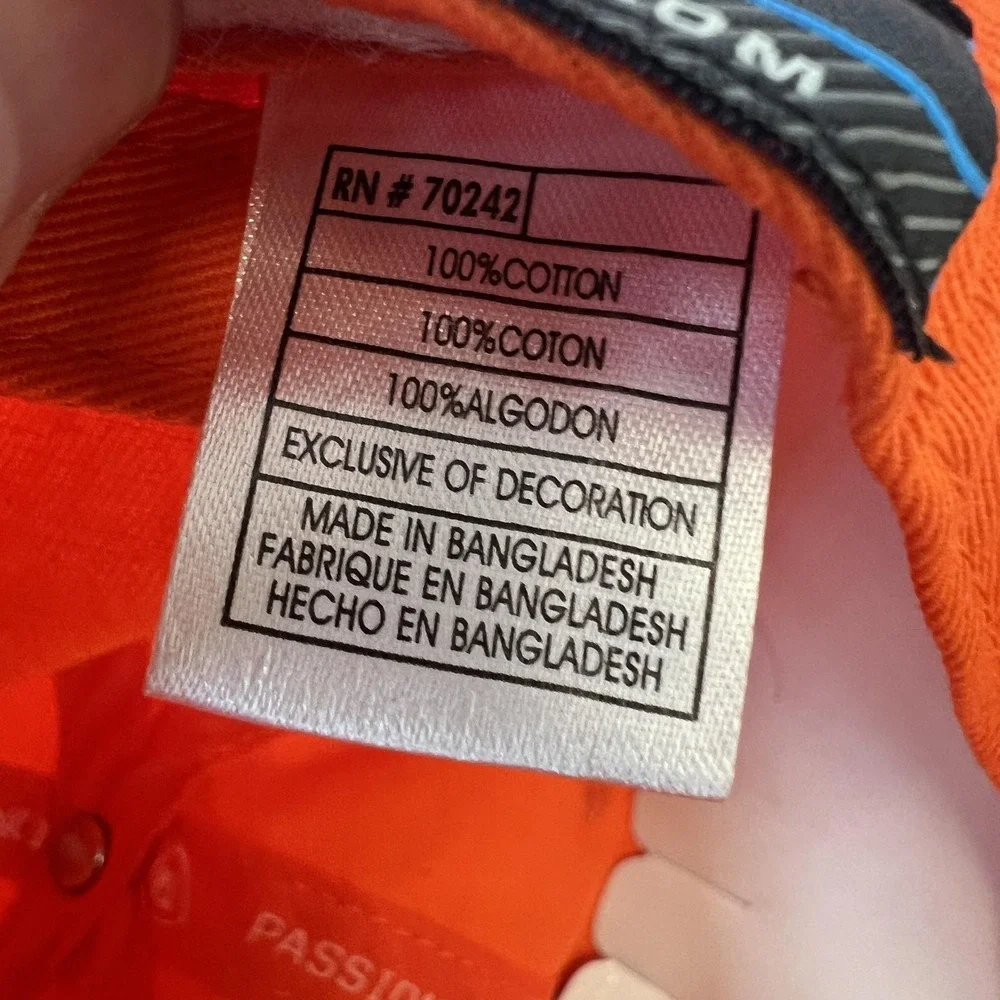 OM
RN # 70242
100%COTTON
100%COTON
100%ALGODON
EXCLUSIVE OF DECORATION
MADE IN BANGLADESH
FABRIQUE EN BANGLADESH
HECHO EN BANGLADESH